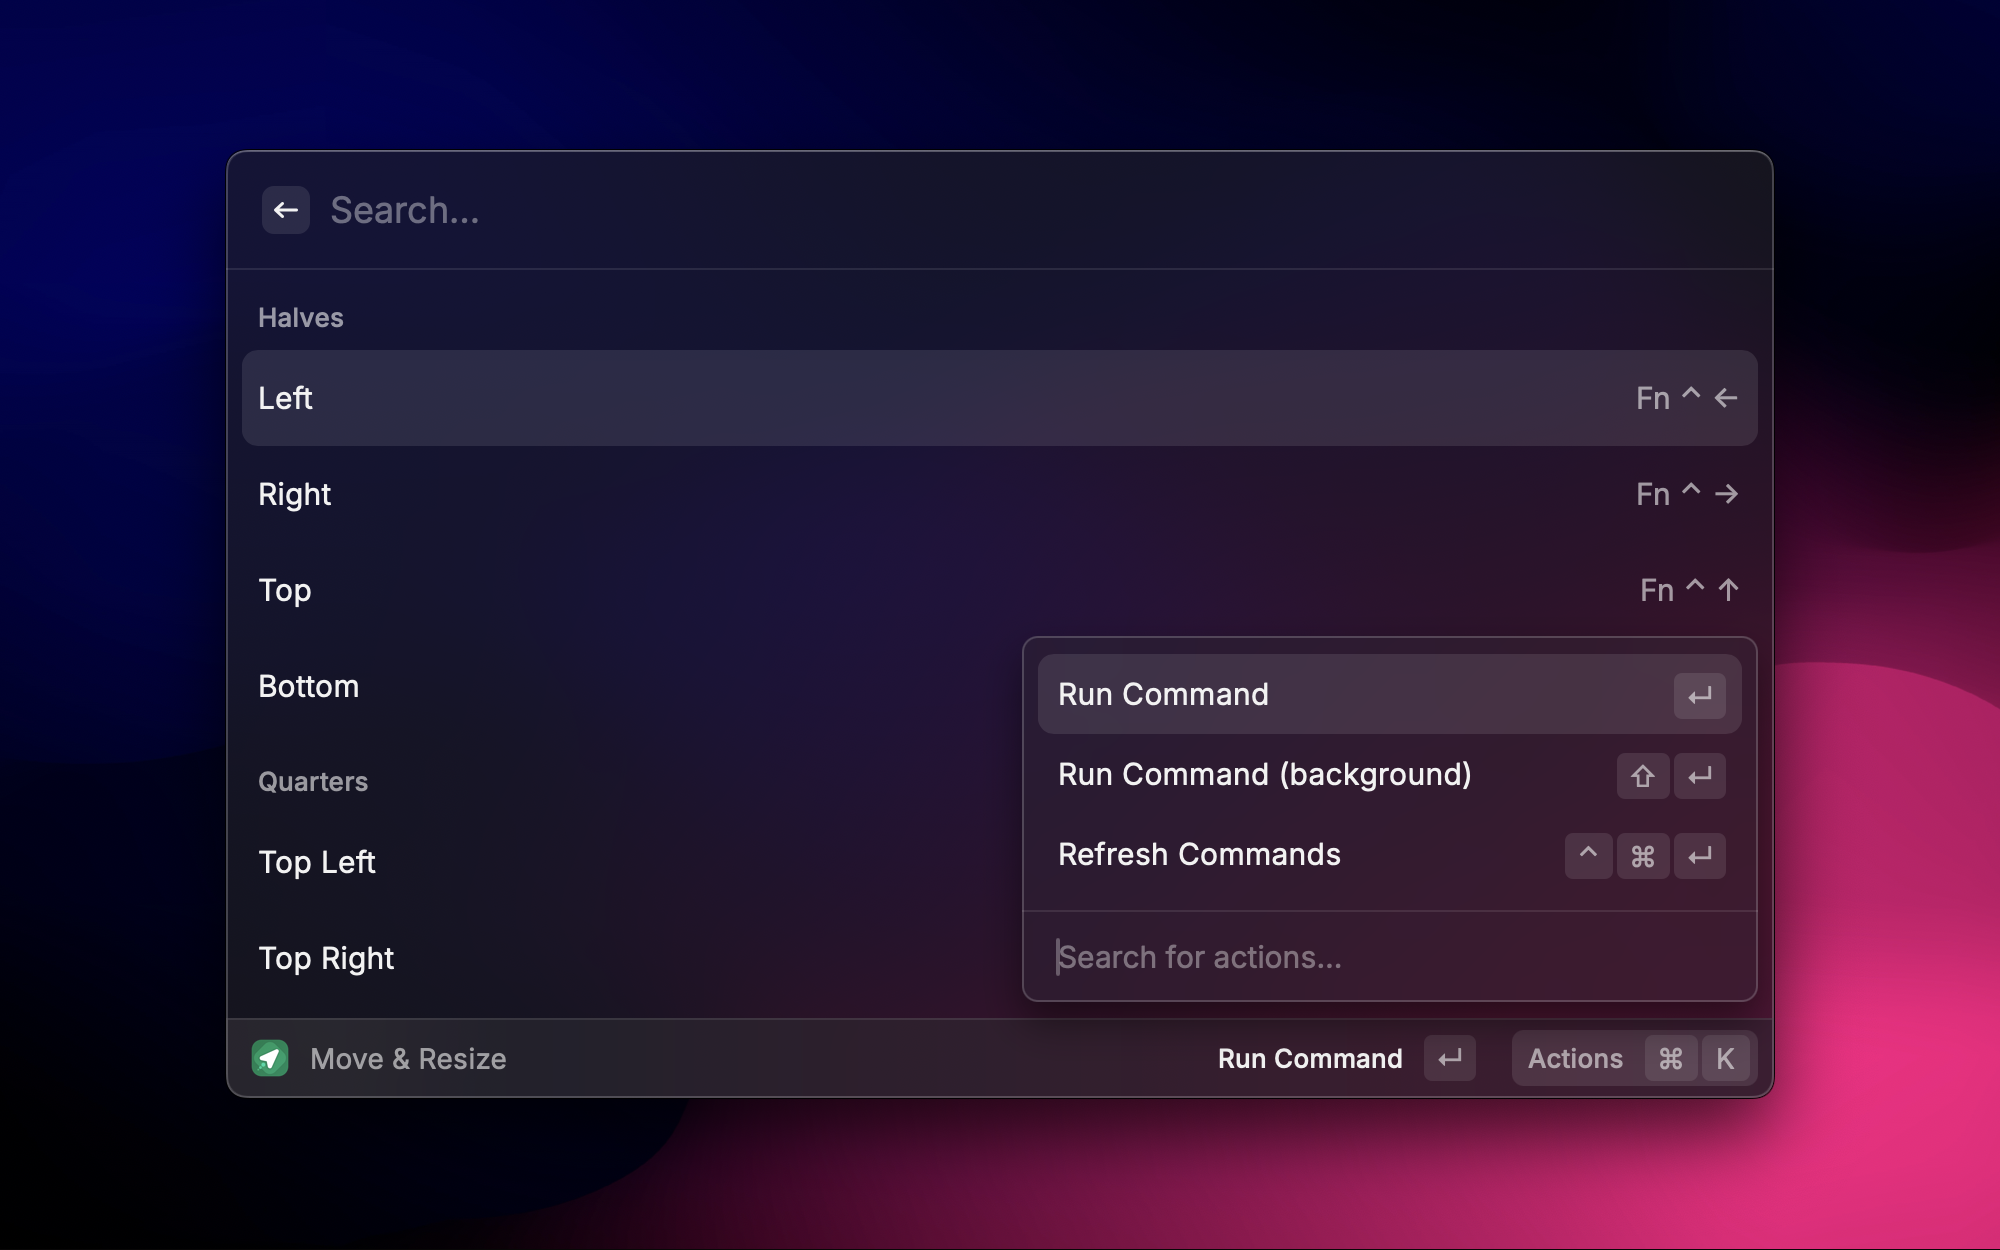 Search...
Halves
Left Fn ^ ←
Right Fn ^ →
Top Fn ^ ↑
Bottom
Quarters
Top Left
Top Right
Run Command ↵
Run Command (background) ⇧ ↵
Refresh Commands ^ ⌘ ↵
Search for actions...
Move & Resize Run Command ↵ Actions ⌘ K